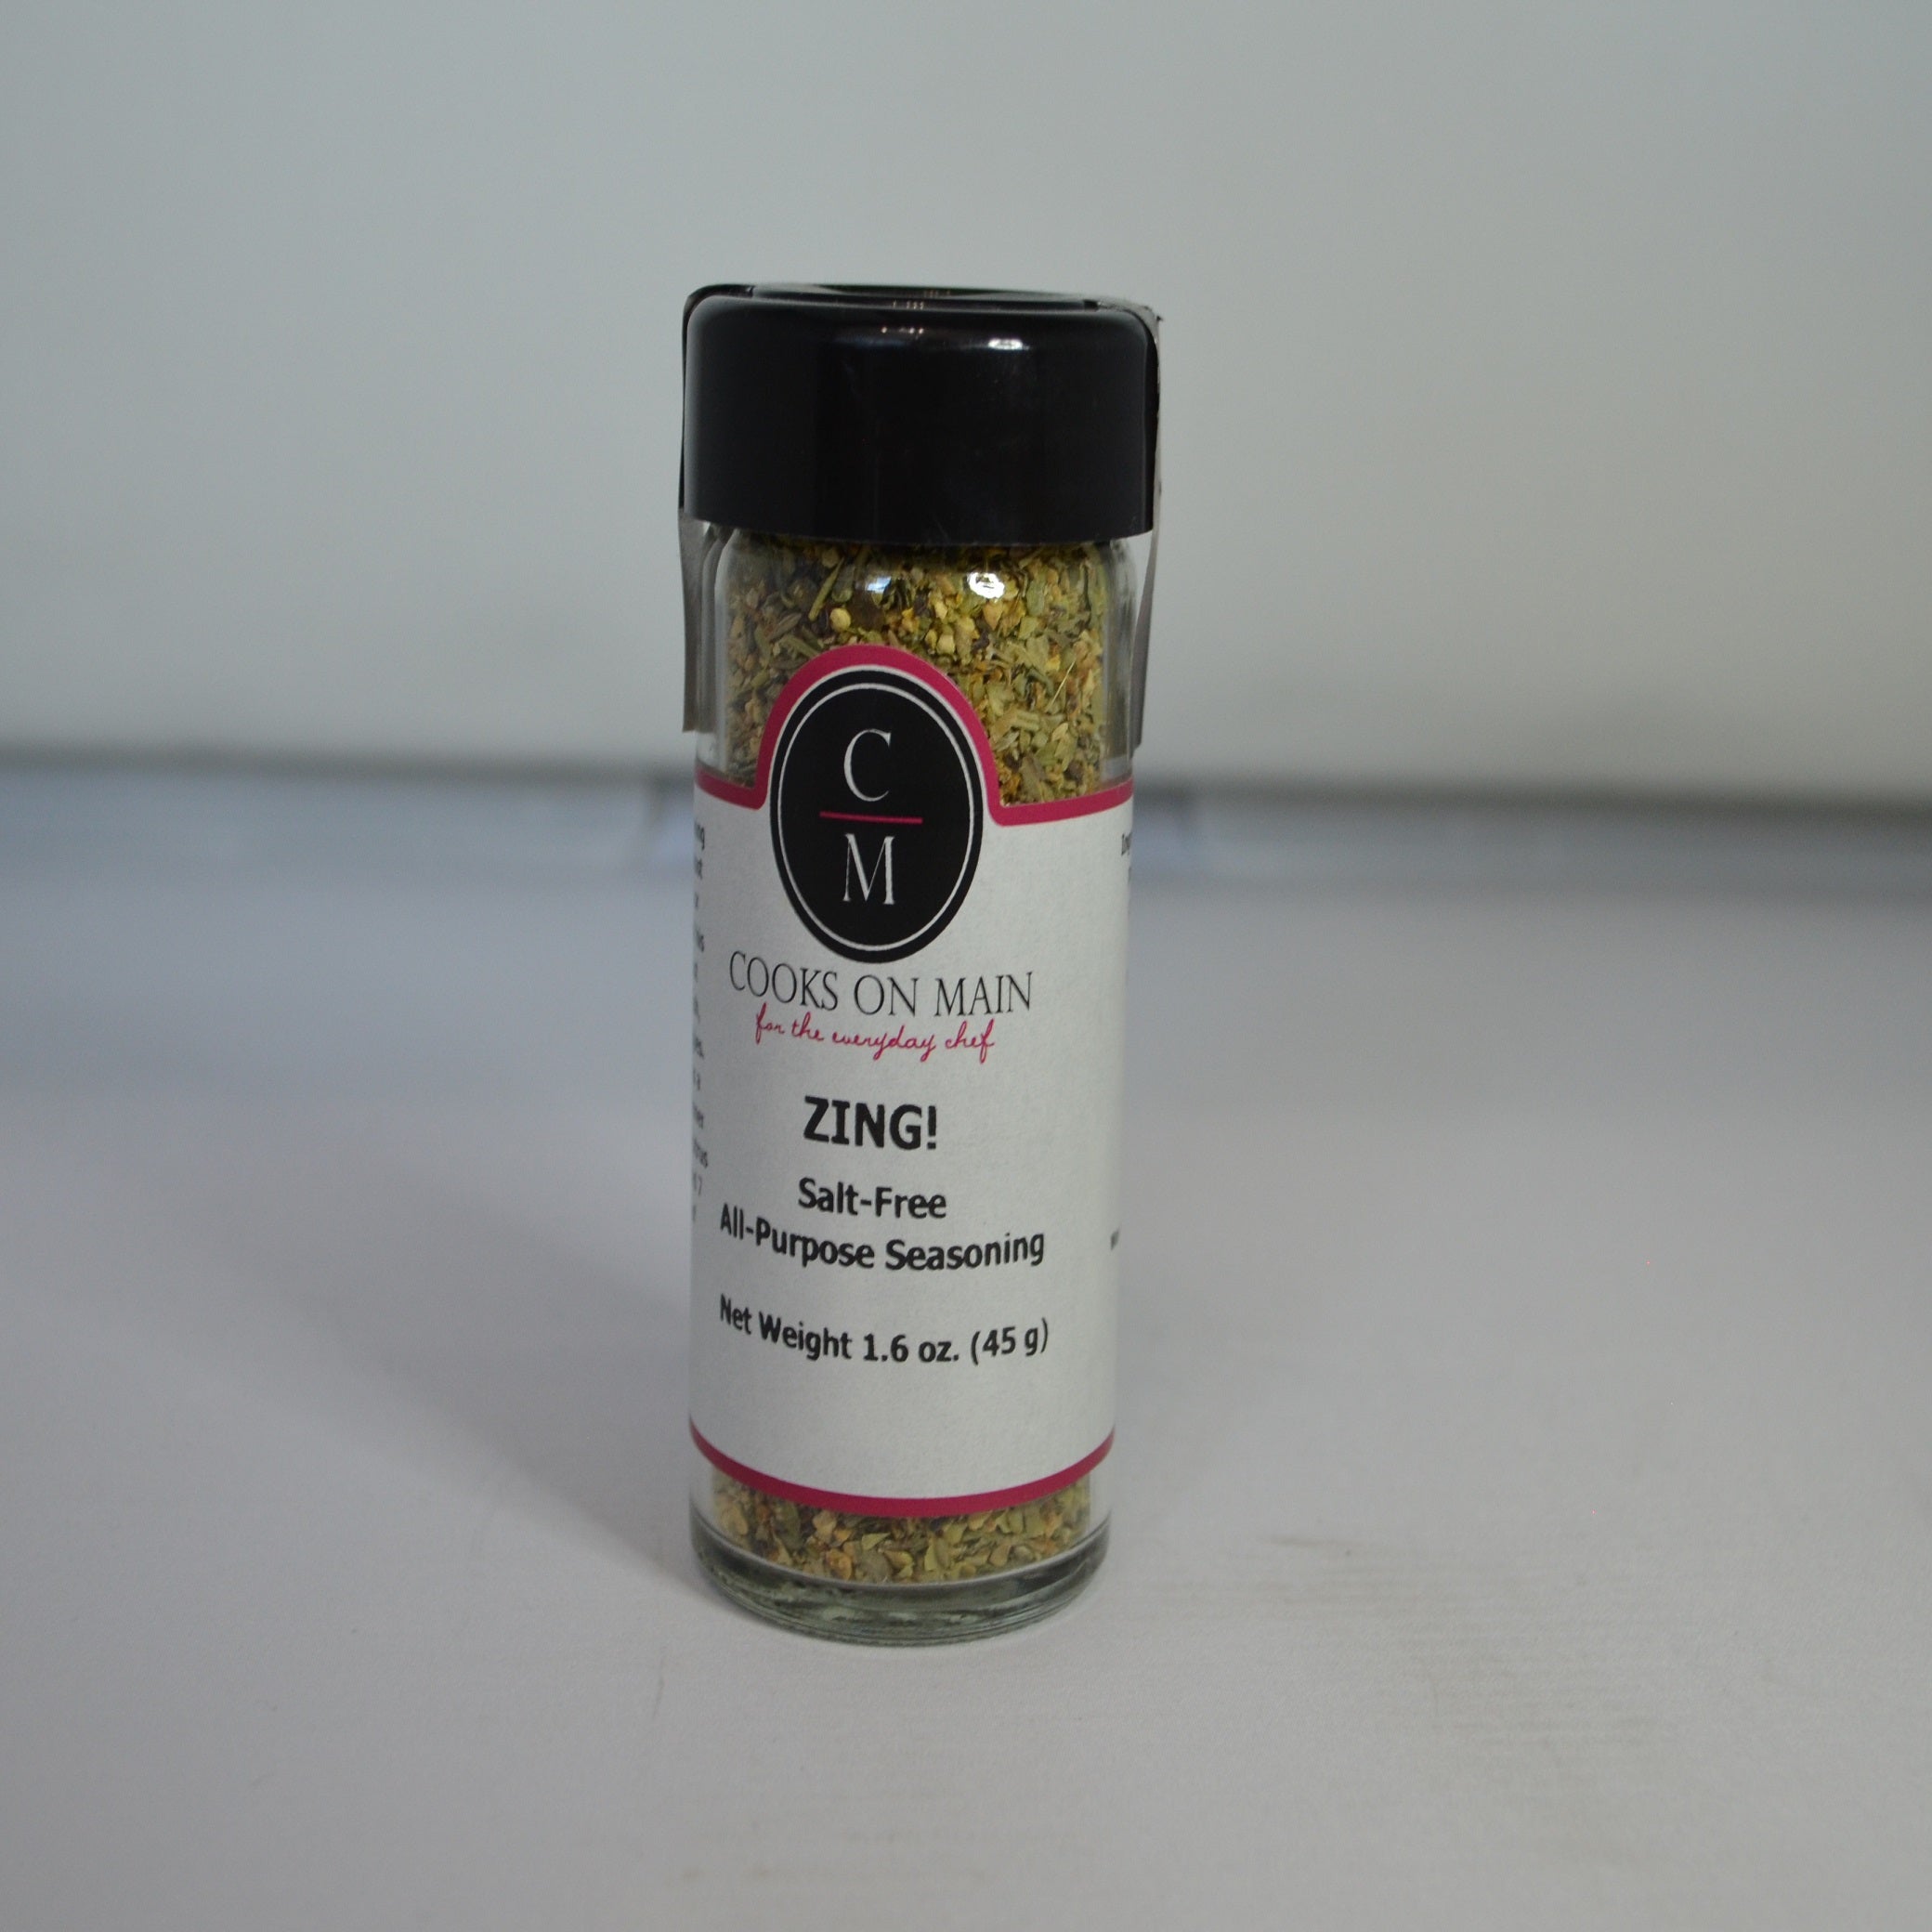 C
M
COOKS ON MAIN
for the everyday chef
ZING!
Salt-Free
All-Purpose Seasoning
Net Weight 1.6 oz. (45 g)